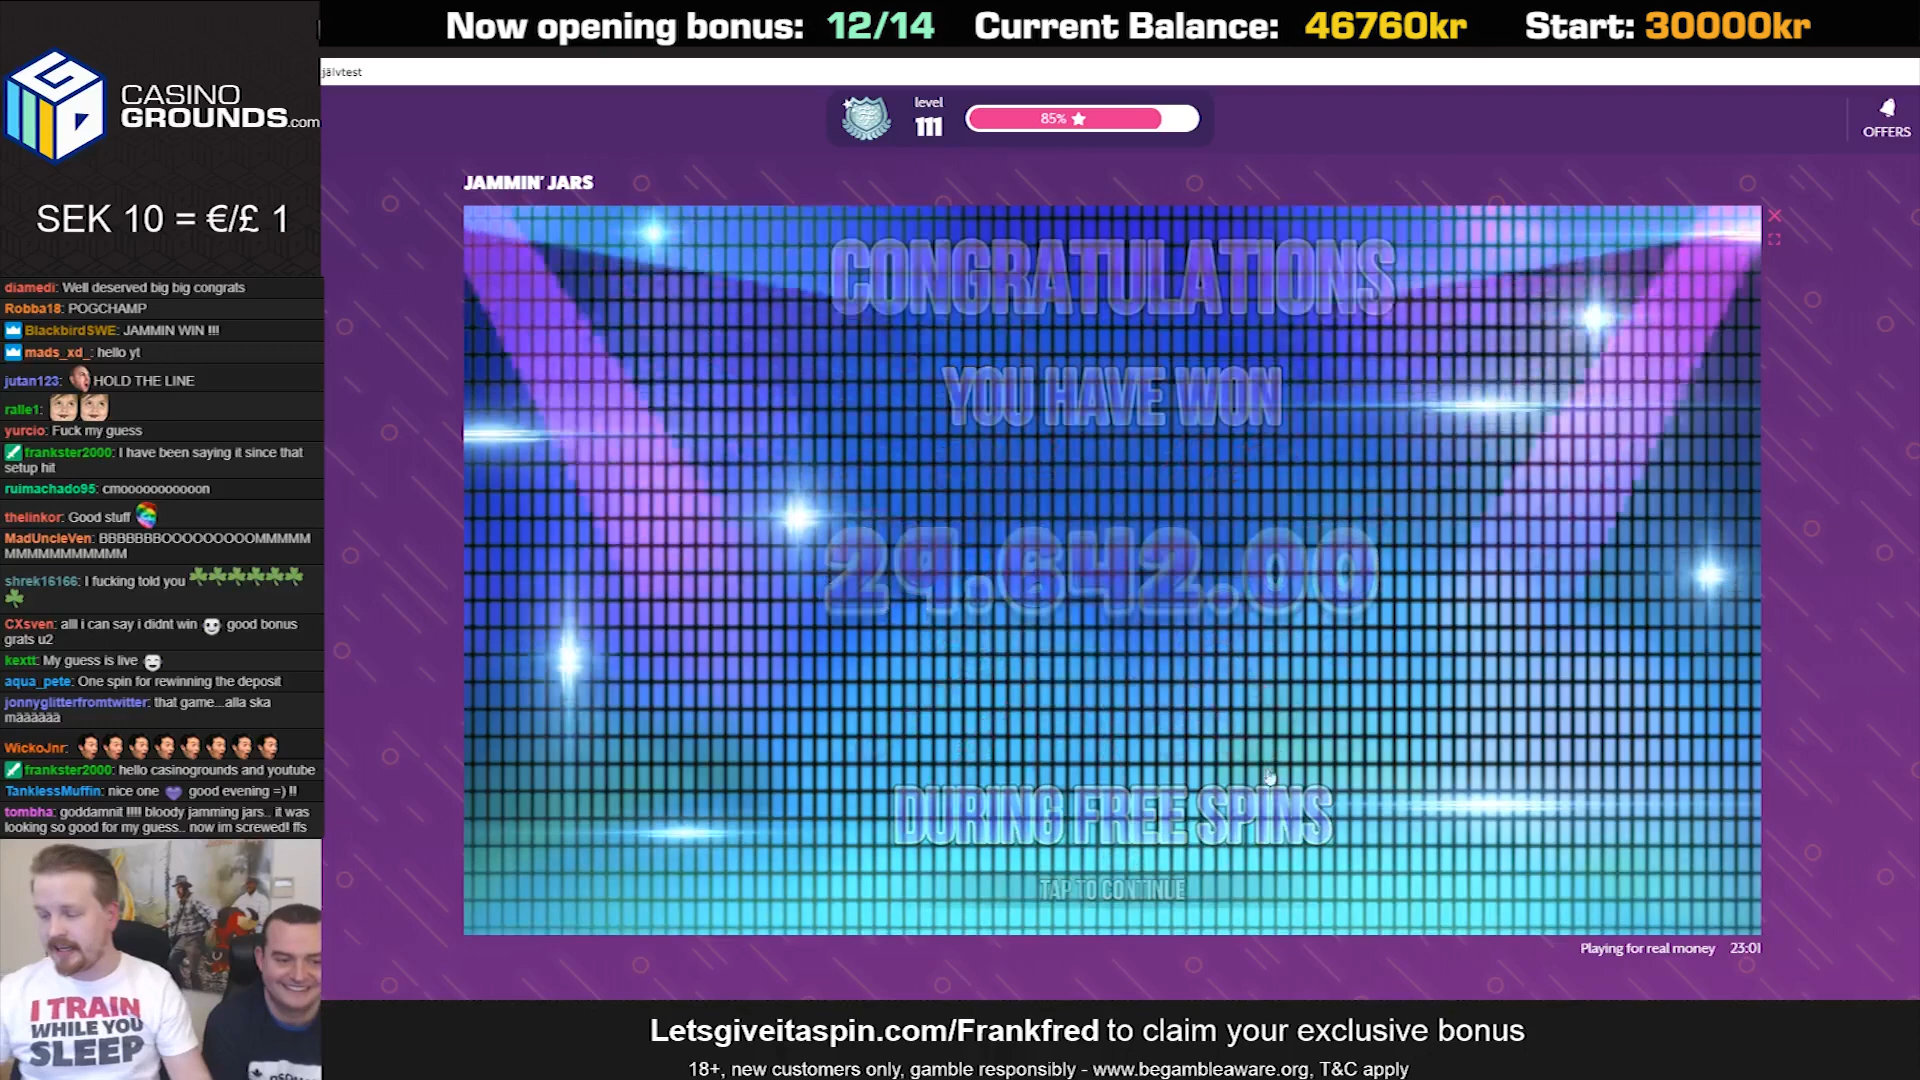 Now opening bonus: 12/14 Current Balance: 46760kr Start: 30000kr
CASINO
GROUNDS.com
SEK 10 = €/£ 1
jälvtest
level
111
85%
OFFERS
JAMMIN' JARS
CONGRATULATIONS
YOU HAVE WON
29.642.00
DURING FREE SPINS
TAP TO CONTINUE
Playing for real money 23:01
diamedi: Well deserved big big congrats
Robba18: POGCHAMP
BlackbirdSWE: JAMMIN WIN !!!
mads_xd_: hello yt
jutan123: HOLD THE LINE
ralle1:
yurcio: Fuck my guess
frankster2000: I have been saying it since that
setup hit
ruimachado95: cmooooooooooon
thelinkor: Good stuff
MadUncleVen: BBBBBBBOOOOOOOOOMMMMM
MMMMMMMMMMMM
shrek16166: I fucking told you
CXsven: alll i can say i didnt win good bonus
grats u2
kextt: My guess is live
aqua_pete: One spin for rewinning the deposit
jonnyglitterfromtwitter: that game...alla ska
määäää
WickoJnr:
frankster2000: hello casinogrounds and youtube
TanklessMuffin: nice one good evening =) !!
tombha: goddamnit !!!! bloody jamming jars.. it was
looking so good for my guess.. now im screwed! ffs
I TRAIN
WHILE YOU
SLEEP
Letsgiveitaspin.com/Frankfred to claim your exclusive bonus
18+, new customers only, gamble responsibly - www.begambleaware.org, T&C apply